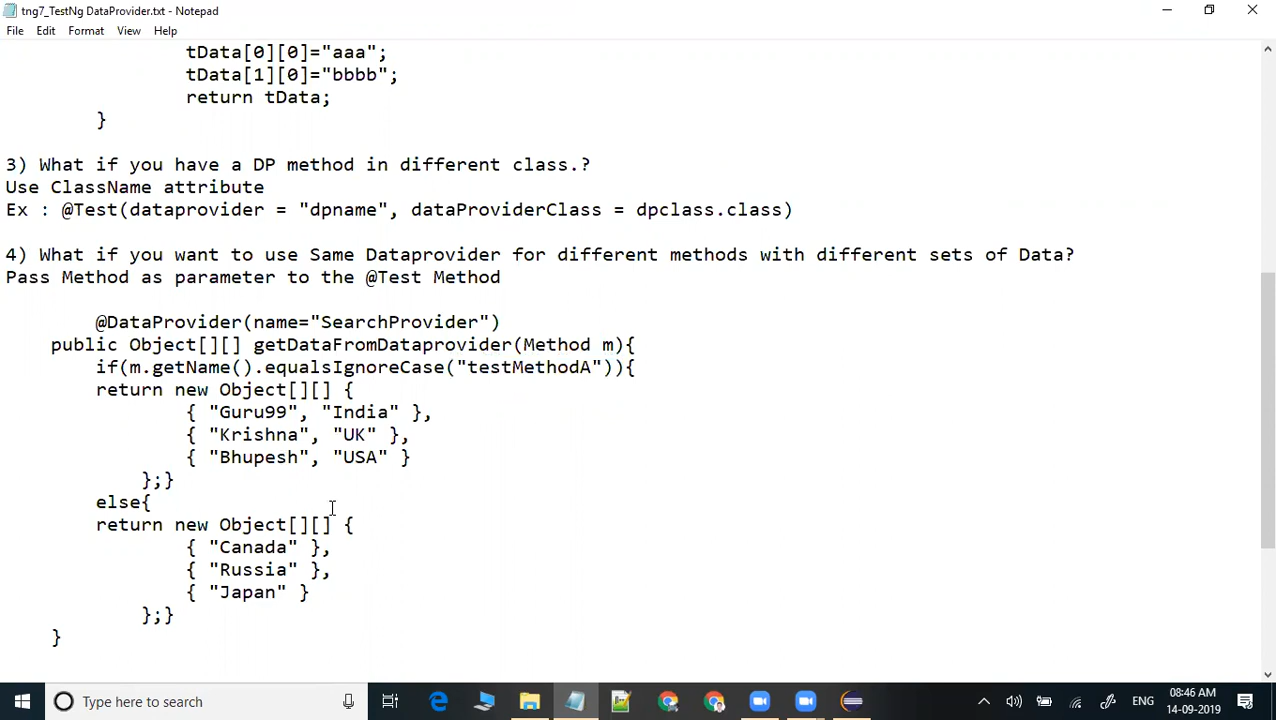 tng7_TestNg DataProvider.txt - Notepad
File Edit Format View Help
tData[0][0]="aaa";
tData[1][0]="bbbb";
return tData;
}
3) What if you have a DP method in different class.?
Use ClassName attribute
Ex : @Test(dataprovider = "dpname", dataProviderClass = dpclass.class)
4) What if you want to use Same Dataprovider for different methods with different sets of Data?
Pass Method as parameter to the @Test Method
@DataProvider(name="SearchProvider")
public Object[][] getDataFromDataprovider(Method m){
if(m.getName().equalsIgnoreCase("testMethodA")){
return new Object[][] {
{ "Guru99", "India" },
{ "Krishna", "UK" },
{ "Bhupesh", "USA" }
};}
else{
return new Object[][] {
{ "Canada" },
{ "Russia" },
{ "Japan" }
};}
}
Type here to search
ENG
08:46 AM
14-09-2019